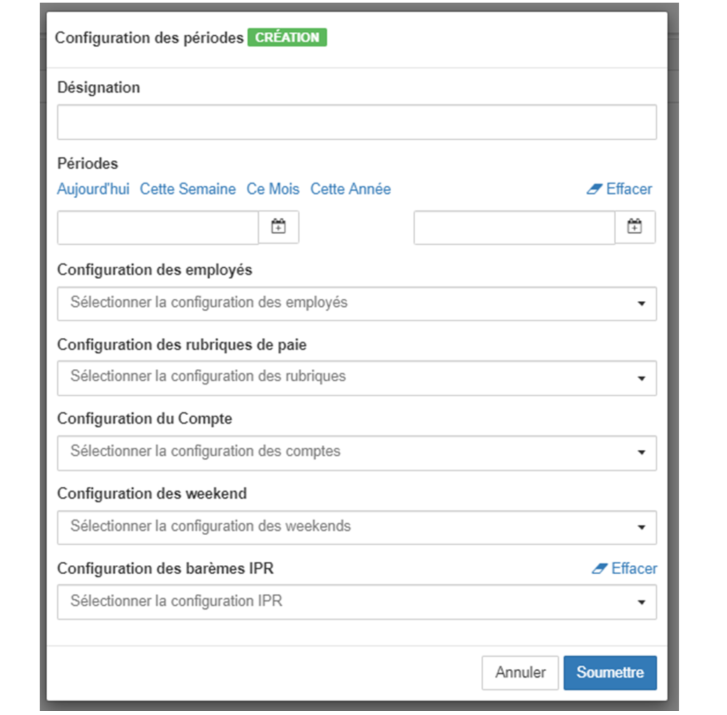 Configuration des périodes CRÉATION
Désignation
Périodes
Aujourd'hui Cette Semaine Ce Mois Cette Année Effacer
Configuration des employés
Sélectionner la configuration des employés
Configuration des rubriques de paie
Sélectionner la configuration des rubriques
Configuration du Compte
Sélectionner la configuration des comptes
Configuration des weekend
Sélectionner la configuration des weekends
Configuration des barèmes IPR Effacer
Sélectionner la configuration IPR
Annuler Soumettre